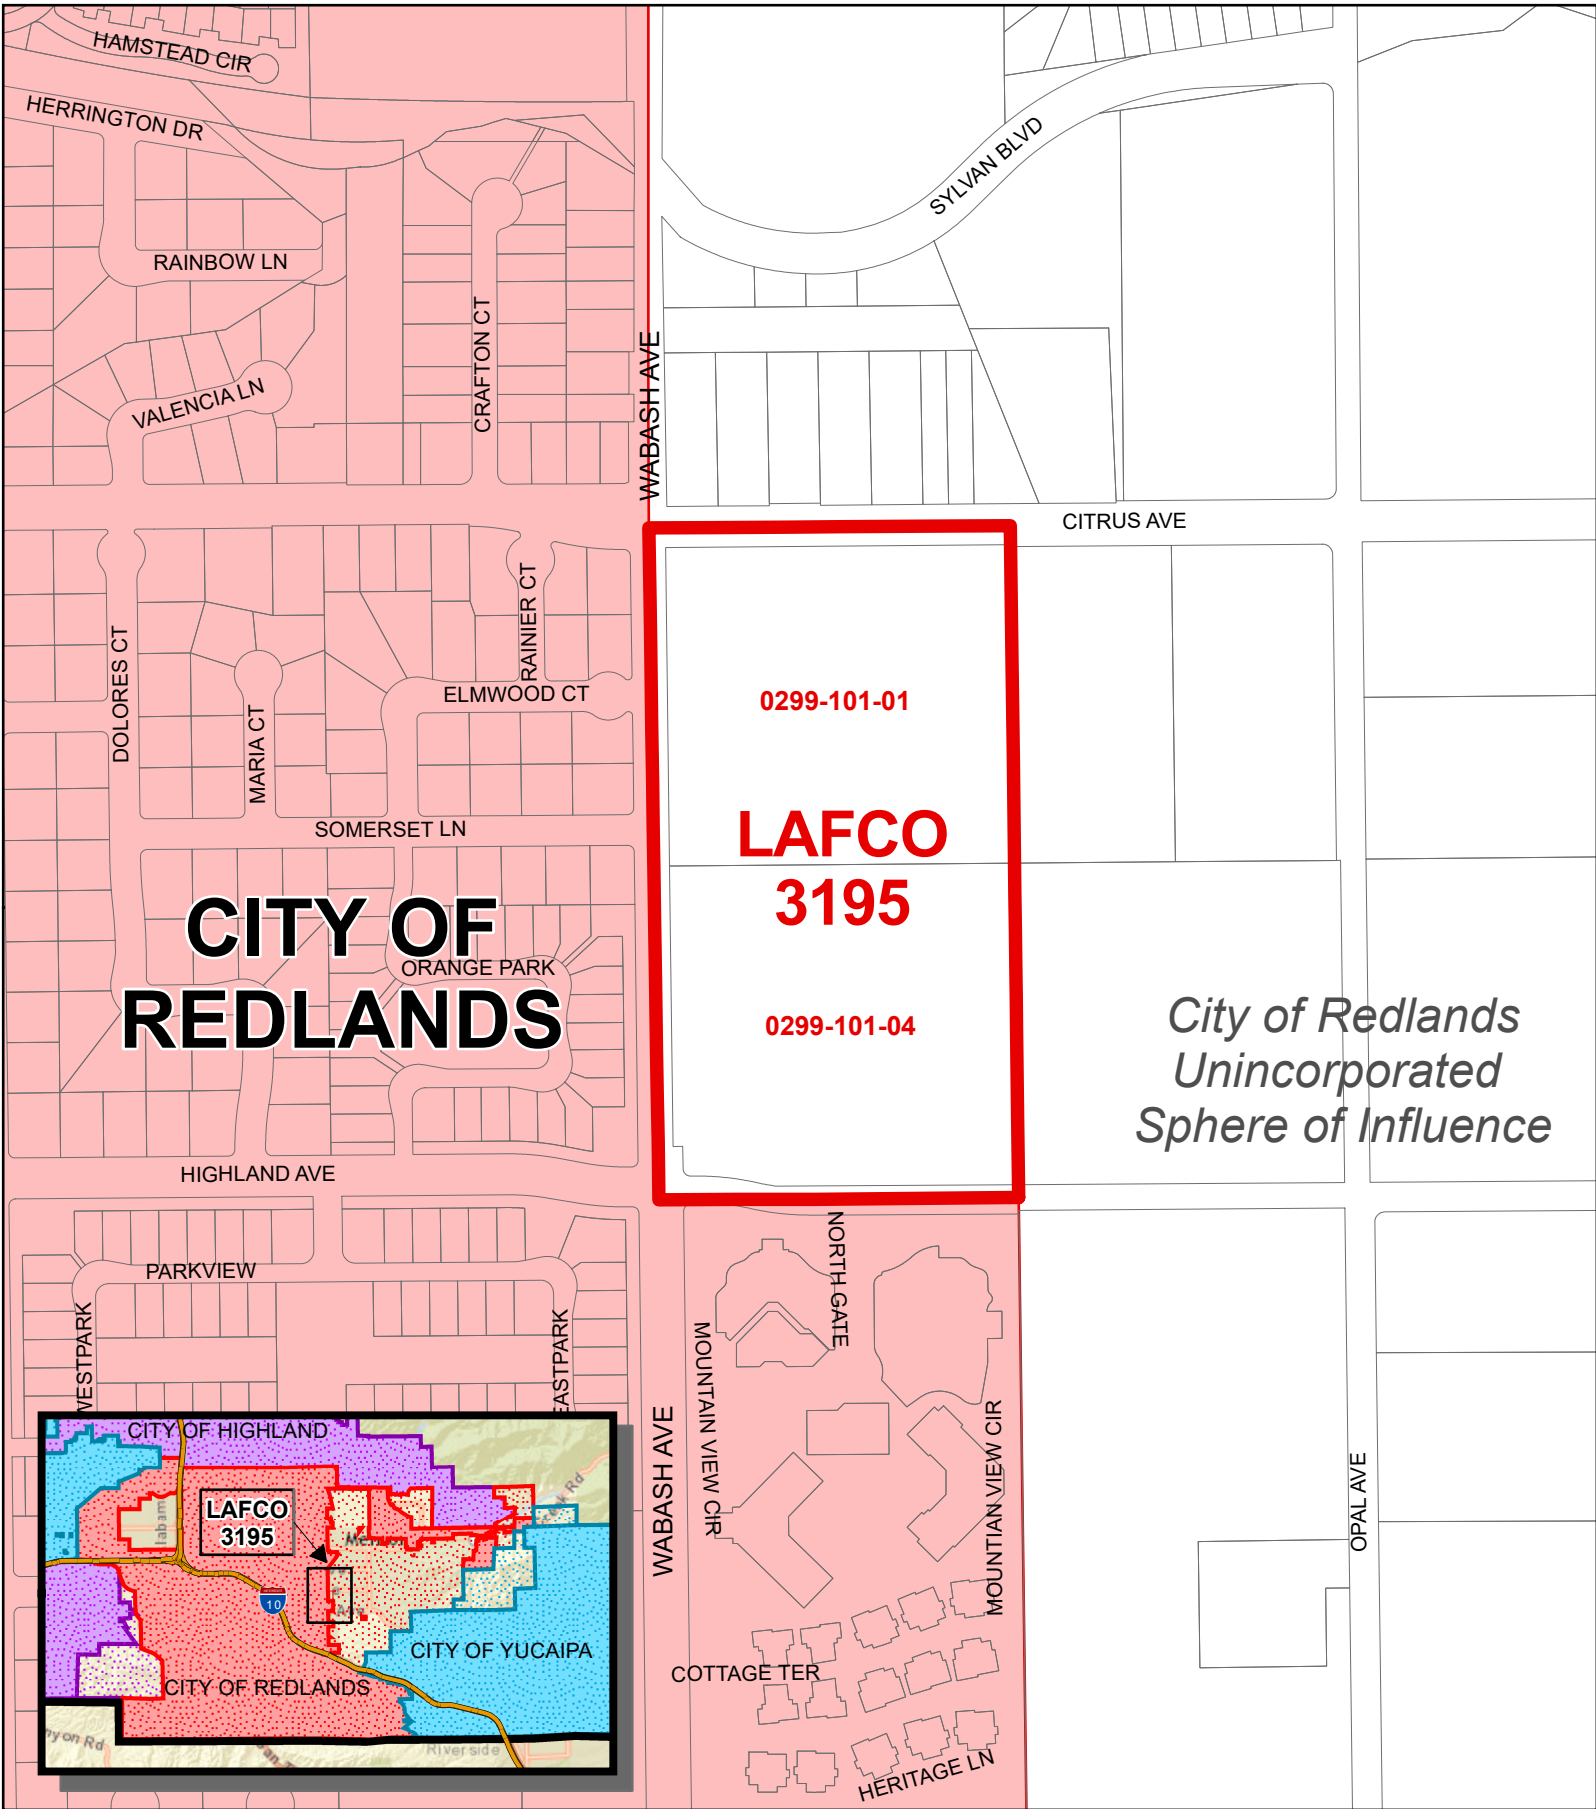 HAMSTEAD CIR
HERRINGTON DR
SYLVAN BLVD
RAINBOW LN
CRAFTON CT
WABASH AVE
VALENCIA LN
CITRUS AVE
RAINIER CT
DOLORES CT
ELMWOOD CT
0299-101-01
MARIA CT
SOMERSET LN
LAFCO
3195
CITY OF
REDLANDS
ORANGE PARK
0299-101-04
City of Redlands
Unincorporated
Sphere of Influence
HIGHLAND AVE
NORTH GATE
PARKVIEW
WESTPARK
EASTPARK
MOUNTAIN VIEW CIR
WABASH AVE
MOUNTIAN VIEW CIR
OPAL AVE
COTTAGE TER
HERITAGE LN
CITY OF HIGHLAND
LAFCO
3195
10
CITY OF YUCAIPA
CITY OF REDLANDS
nyon Rd
Riverside